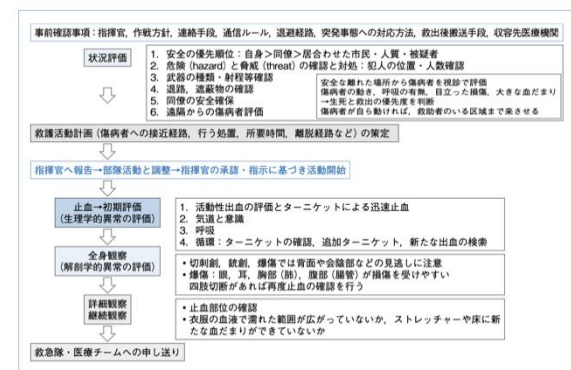 事前確認事項：指揮官，作戦方針，連絡手段，通信ルール，退避経路，突発事態への対応方法，救出後搬送手段，収容先医療機関
状況評価
1. 安全の優先順位：自身>同僚>居合わせた市民・人質・被疑者
2. 危険（hazard）と脅威（threat）の確認と対処：犯人の位置・人数確認
3. 武器の種類・射程等確認
4. 退路，遮蔽物の確認
5. 同僚の安全確保
6. 遠隔からの傷病者評価
安全な離れた場所から傷病者を視診で評価
傷病者の動き，呼吸の有無，目立った損傷，大きな血だまり
→生死と救出の優先度を判断
傷病者が自ら動ければ，救助者のいる区域まで来させる
救護活動計画（傷病者への接近経路，行う処置，所要時間，離脱経路など）の策定
指揮官へ報告→部隊活動と調整→指揮官の承認・指示に基づき活動開始
止血→初期評価
（生理学的異常の評価）
1. 活動性出血の評価とターニケットによる迅速止血
2. 気道と意識
3. 呼吸
4. 循環：ターニケットの確認，追加ターニケット，新たな出血の検索
全身観察
（解剖学的異常の評価）
・切刺創，銃創，爆傷では背面や会陰部などの見逃しに注意
・爆傷：眼，耳，胸部（肺），腹部（腸管）が損傷を受けやすい
四肢切断があれば再度止血の確認を行う
詳細観察
継続観察
・止血部位の確認
・衣服の血液で濡れた範囲が広がっていないか，ストレッチャーや床に新
たな血だまりができていないか
救急隊・医療チームへの申し送り